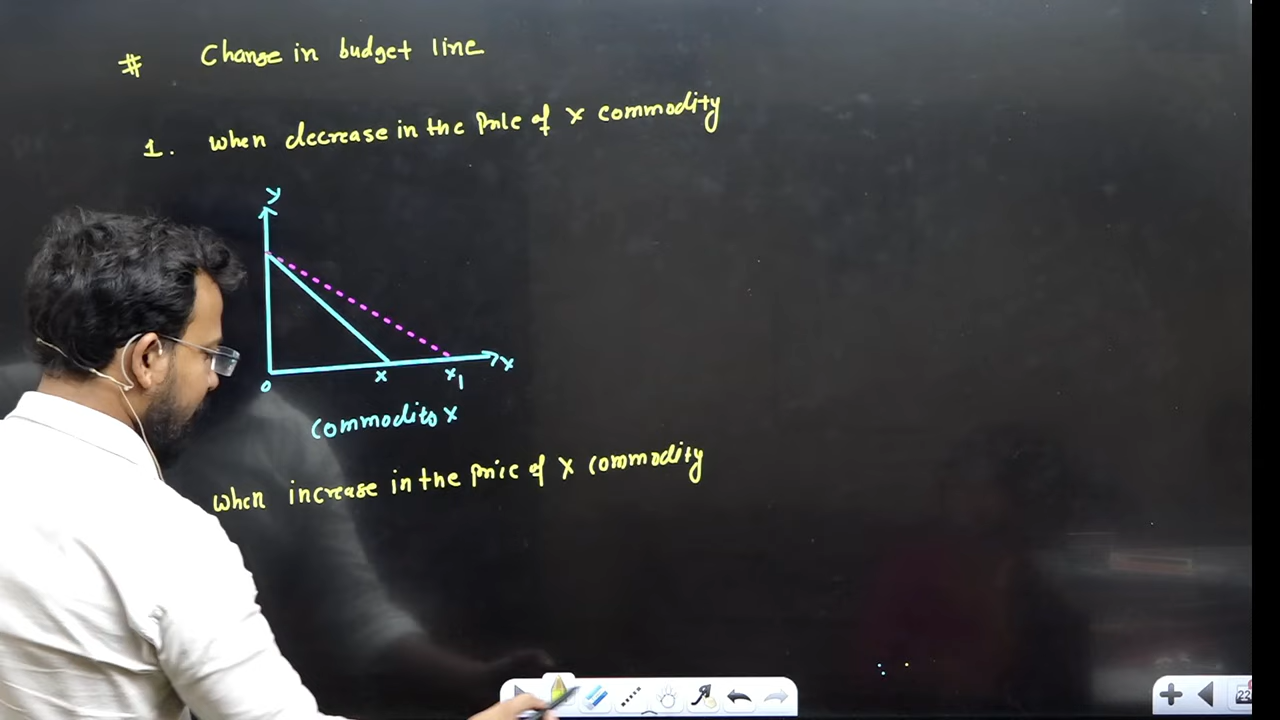 # Change in budget line
1. When decrease in the Price of x commodity
y
0 x x1 x
Commodity x
When increase in the price of x commodity